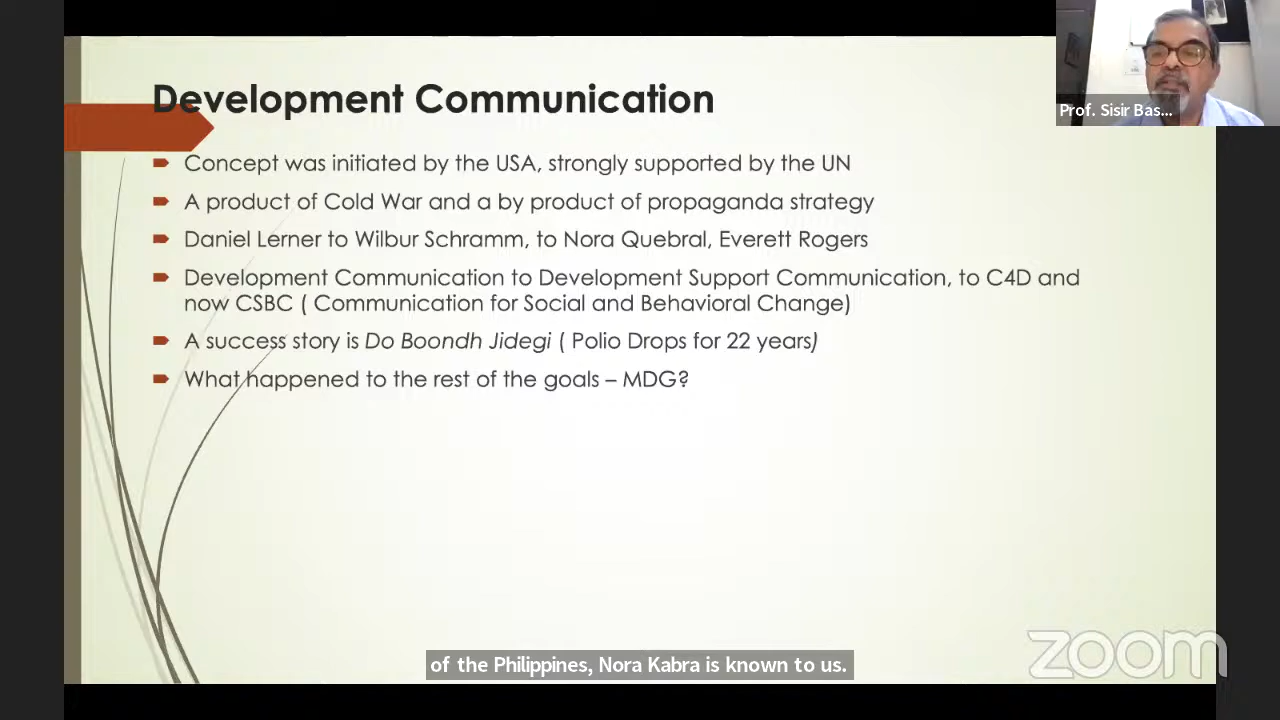 Development Communication
Prof. Sisir Bas...
Concept was initiated by the USA, strongly supported by the UN
A product of Cold War and a by product of propaganda strategy
Daniel Lerner to Wilbur Schramm, to Nora Quebral, Everett Rogers
Development Communication to Development Support Communication, to C4D and
now CSBC ( Communication for Social and Behavioral Change)
A success story is Do Boondh Jidegi ( Polio Drops for 22 years)
What happened to the rest of the goals – MDG?
of the Philippines, Nora Kabra is known to us.
zoom